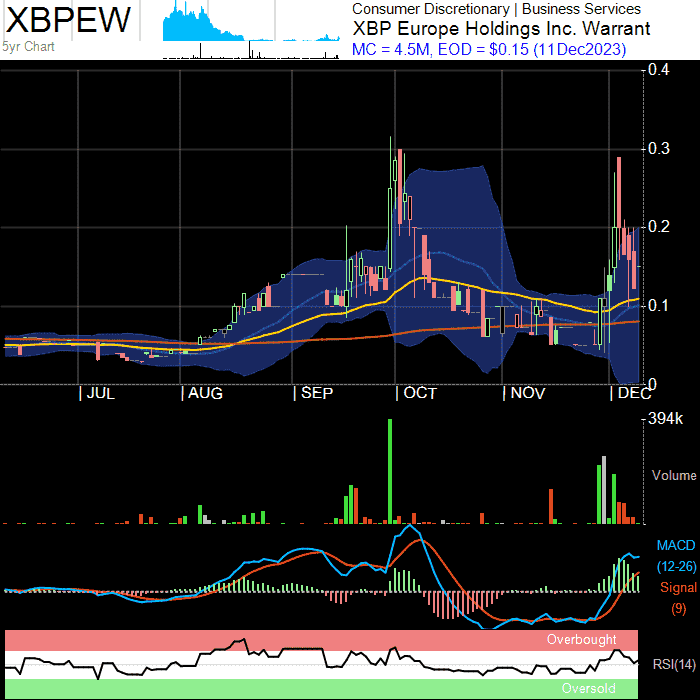 XBPEW
5yr Chart
Consumer Discretionary | Business Services
XBP Europe Holdings Inc. Warrant
MC = 4.5M, EOD = $0.15 (11Dec2023)
0.4
0.3
0.2
0.1
0
| JUL
| AUG
| SEP
| OCT
| NOV
| DEC
394k
Volume
MACD
(12-26)
Signal
(9)
Overbought
RSI(14)
Oversold